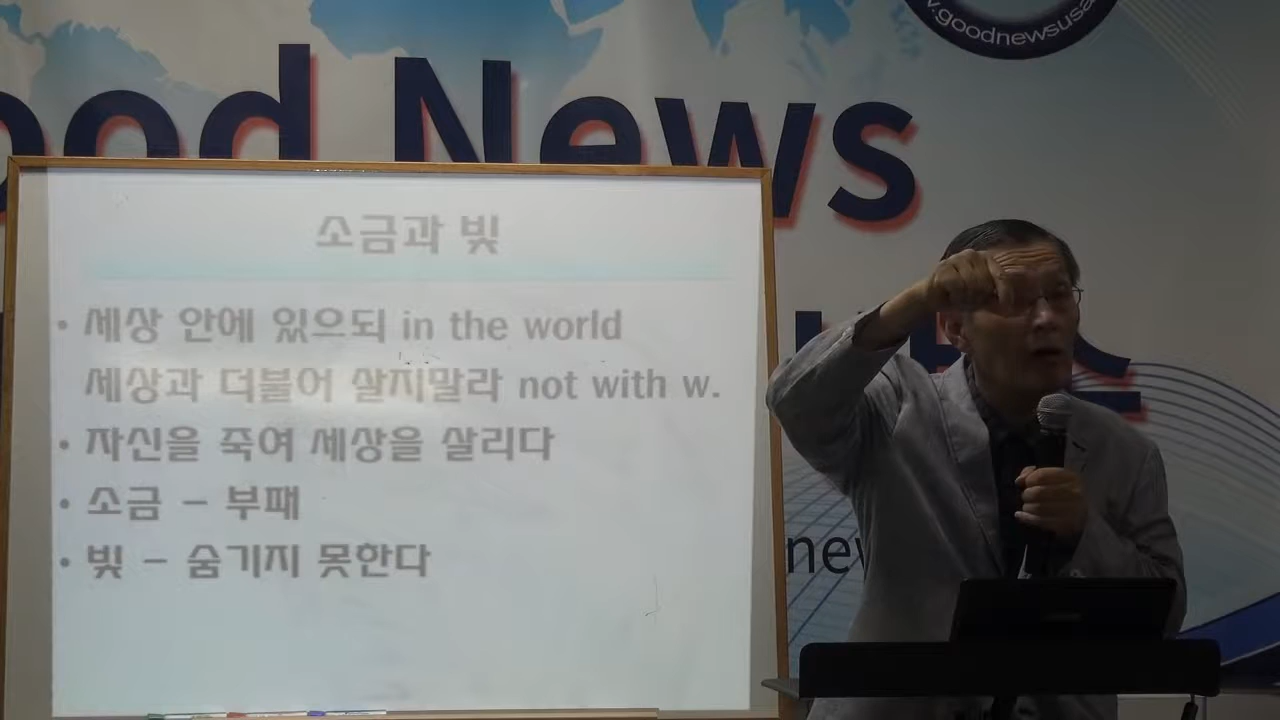 www.goodnewsusa
Good News
소금과 빛
• 세상 안에 있으되 in the world
세상과 더불어 살지말라 not with w.
• 자신을 죽여 세상을 살리다
• 소금 – 부패
• 빛 – 숨기지 못한다
new